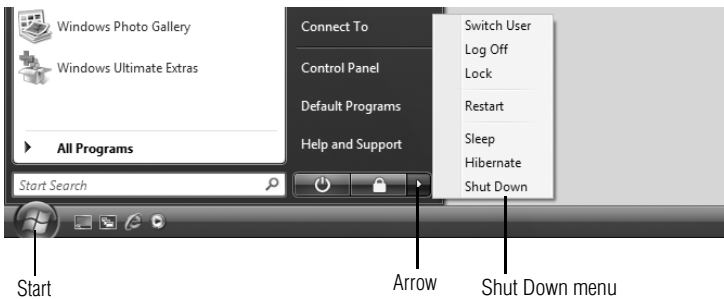 Windows Photo Gallery
Windows Ultimate Extras
All Programs
Start Search
Connect To
Control Panel
Default Programs
Help and Support
Switch User
Log Off
Lock
Restart
Sleep
Hibernate
Shut Down
Start
Arrow
Shut Down menu